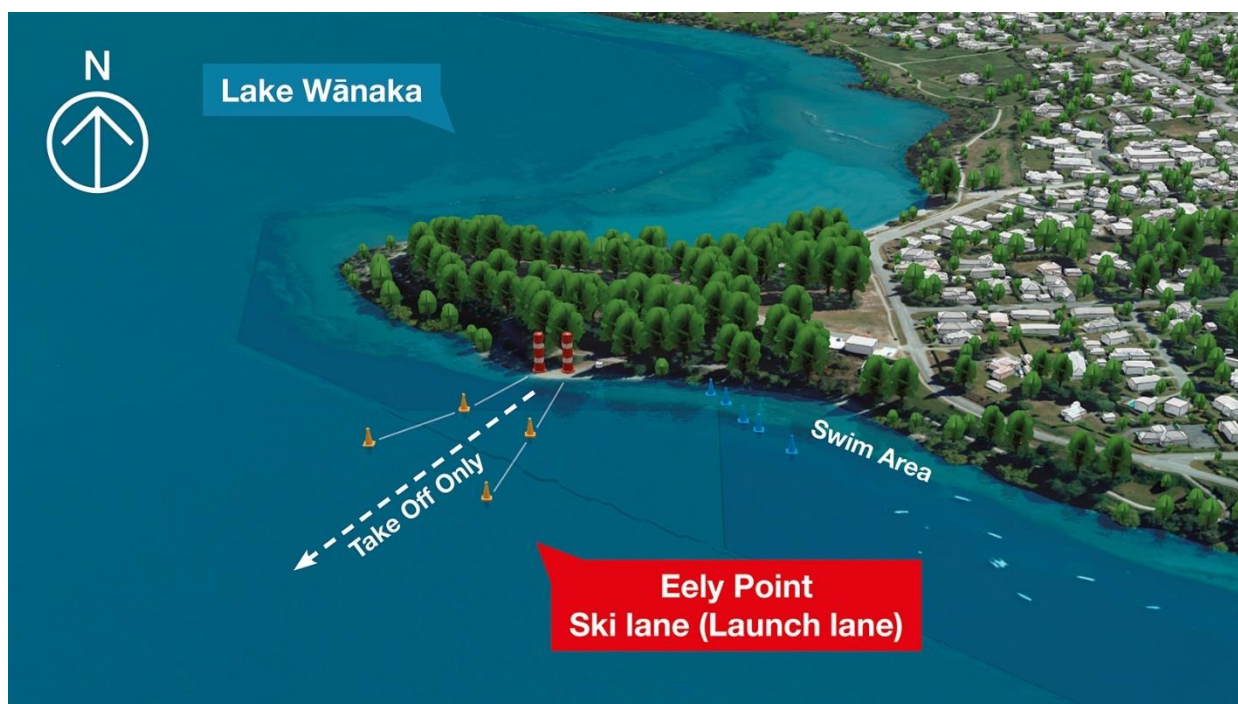 N
Lake Wānaka
Swim Area
Take Off Only
Eely Point
Ski lane (Launch lane)